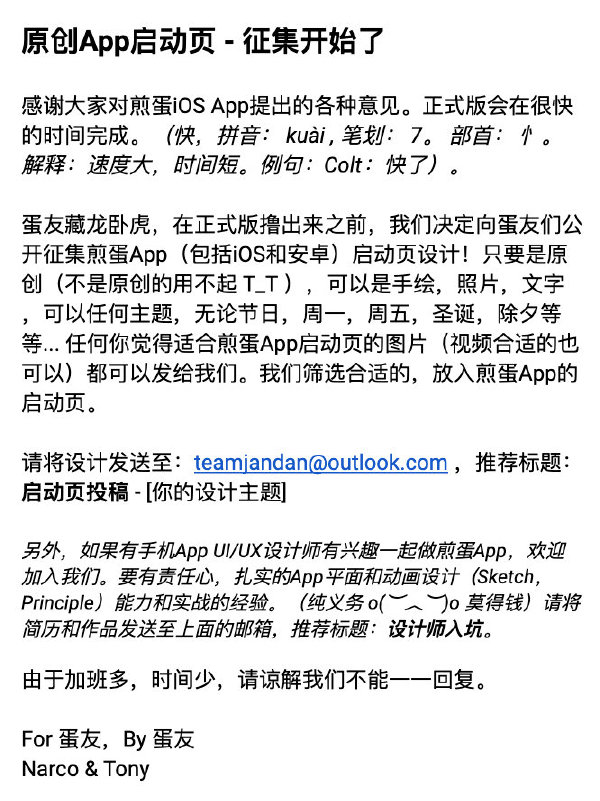 原创App启动页 - 征集开始了
感谢大家对煎蛋iOS App提出的各种意见。正式版会在很快
的时间完成。（快，拼音： kuài , 笔划： 7。 部首：忄。
解释：速度大，时间短。例句：Colt：快了）。
蛋友藏龙卧虎，在正式版撸出来之前，我们决定向蛋友们公
开征集煎蛋App（包括iOS和安卓）启动页设计！只要是原
创（不是原创的用不起 T_T ），可以是手绘，照片，文字
，可以任何主题，无论节日，周一，周五，圣诞，除夕等
等... 任何你觉得适合煎蛋App启动页的图片（视频合适的也
可以）都可以发给我们。我们筛选合适的，放入煎蛋App的
启动页。
请将设计发送至：teamjandan@outlook.com ，推荐标题：
启动页投稿 - [你的设计主题]
另外，如果有手机App UI/UX设计师有兴趣一起做煎蛋App，欢迎
加入我们。要有责任心，扎实的App平面和动画设计（Sketch，
Principle）能力和实战的经验。（纯义务 o(︶︿︶)o 莫得钱）请将
简历和作品发送至上面的邮箱，推荐标题：设计师入坑。
由于加班多，时间少，请谅解我们不能一一回复。
For 蛋友，By 蛋友
Narco & Tony